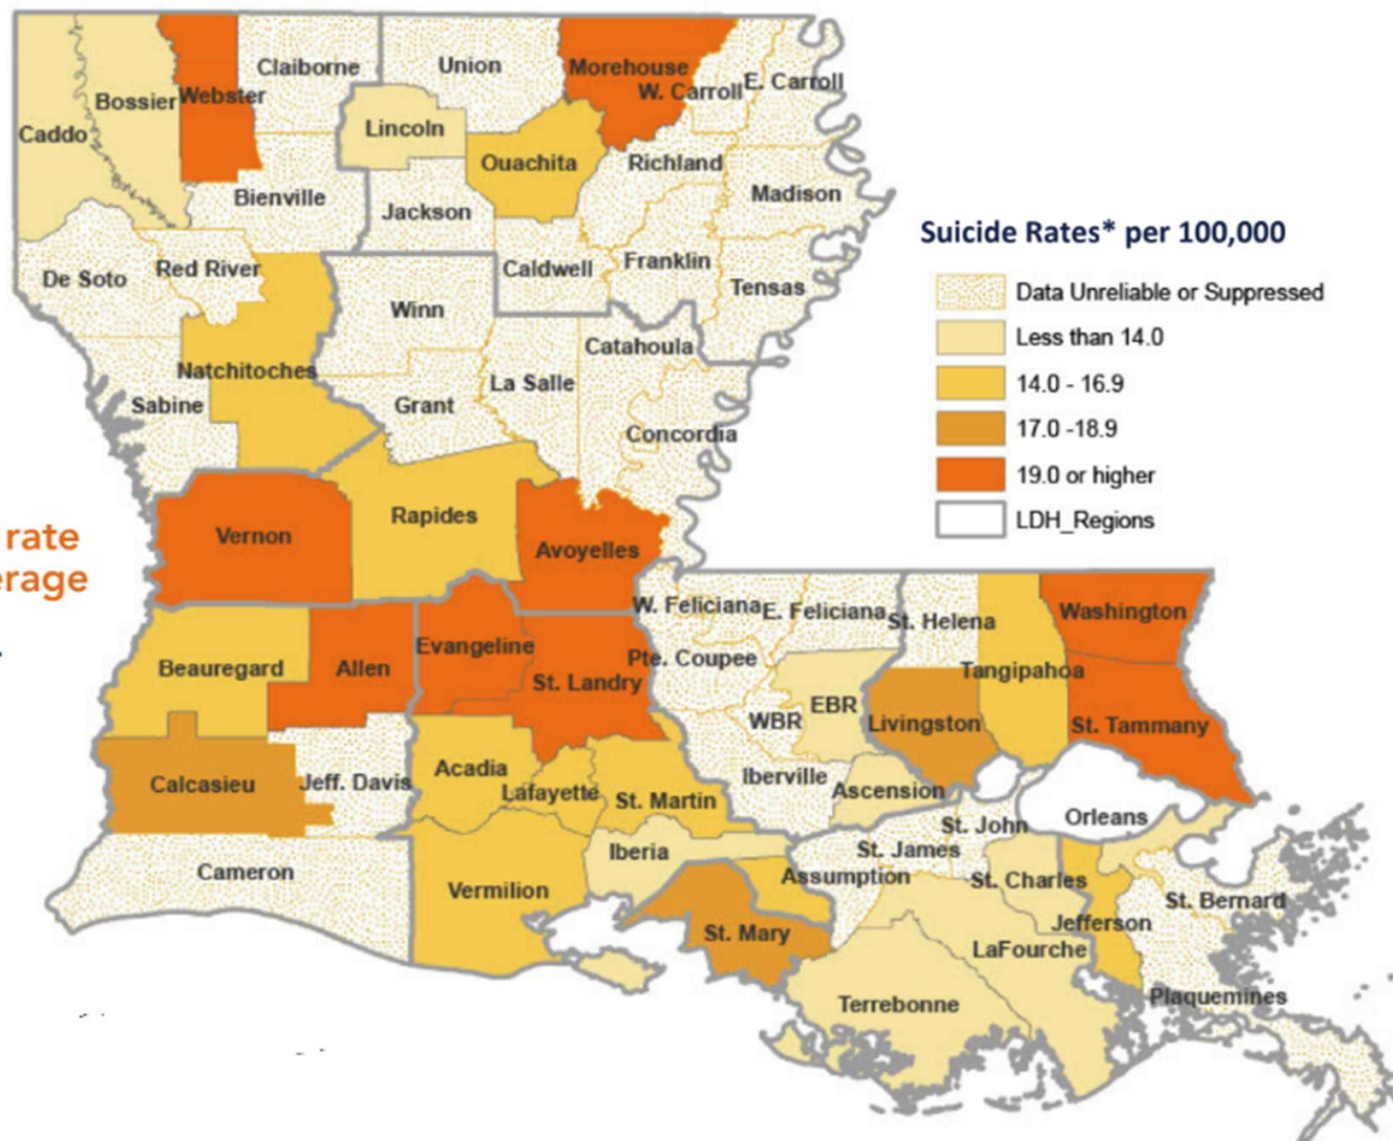 Claiborne
Union
Morehouse
E. Carroll
W. Carroll
Bossier
Webster
Caddo
Lincoln
Ouachita
Richland
Madison
Bienville
Jackson
Suicide Rates* per 100,000
De Soto
Red River
Caldwell
Franklin
Tensas
Data Unreliable or Suppressed
Winn
Less than 14.0
Catahoula
Natchitoches
La Salle
14.0 - 16.9
Sabine
Grant
17.0 -18.9
Concordia
19.0 or higher
Rapides
LDH_Regions
Vernon
rate
Avoyelles
erage
W. Feliciana
E. Feliciana
St. Helena
Washington
Evangeline
Beauregard
Allen
Pte. Coupee
Tangipahoa
St. Landry
EBR
WBR
Livingston
St. Tammany
Acadia
Calcasieu
Jeff. Davis
Lafayette
St. Martin
Iberville
Ascension
Orleans
St. John
Iberia
St. James
Cameron
Assumption
St. Charles
Vermilion
St. Bernard
Jefferson
St. Mary
LaFourche
Plaquemines
Terrebonne